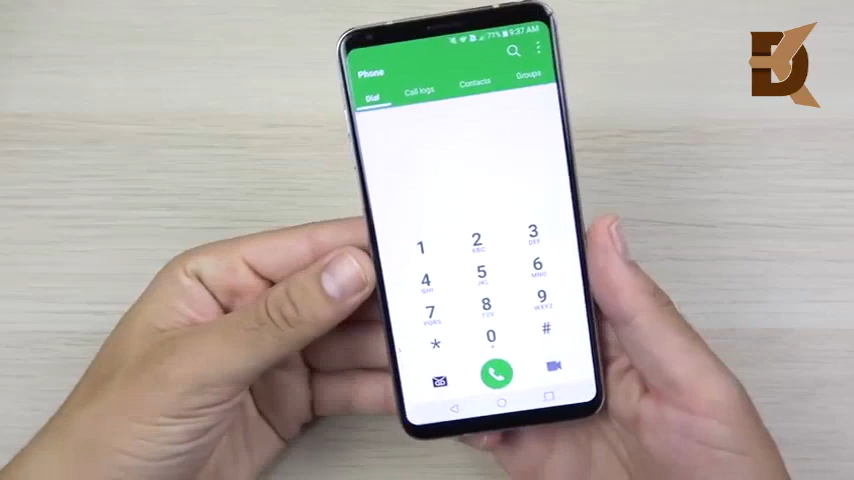 71% 9:37 AM
Phone
Dial Call logs Contacts Groups
1 2 3
ABC DEF
4 5 6
GHI JKL MNO
7 8 9
PQRS TUV WXYZ
* 0 #
+
D